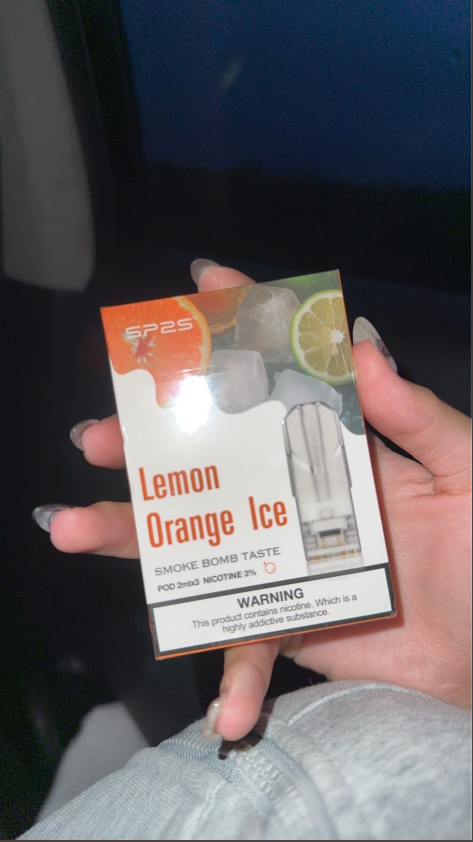 SP2S
Lemon
Orange Ice
SMOKE BOMB TASTE
POD 2mlx3 NICOTINE 3%
WARNING
This product contains nicotine. Which is a
highly addictive substance.